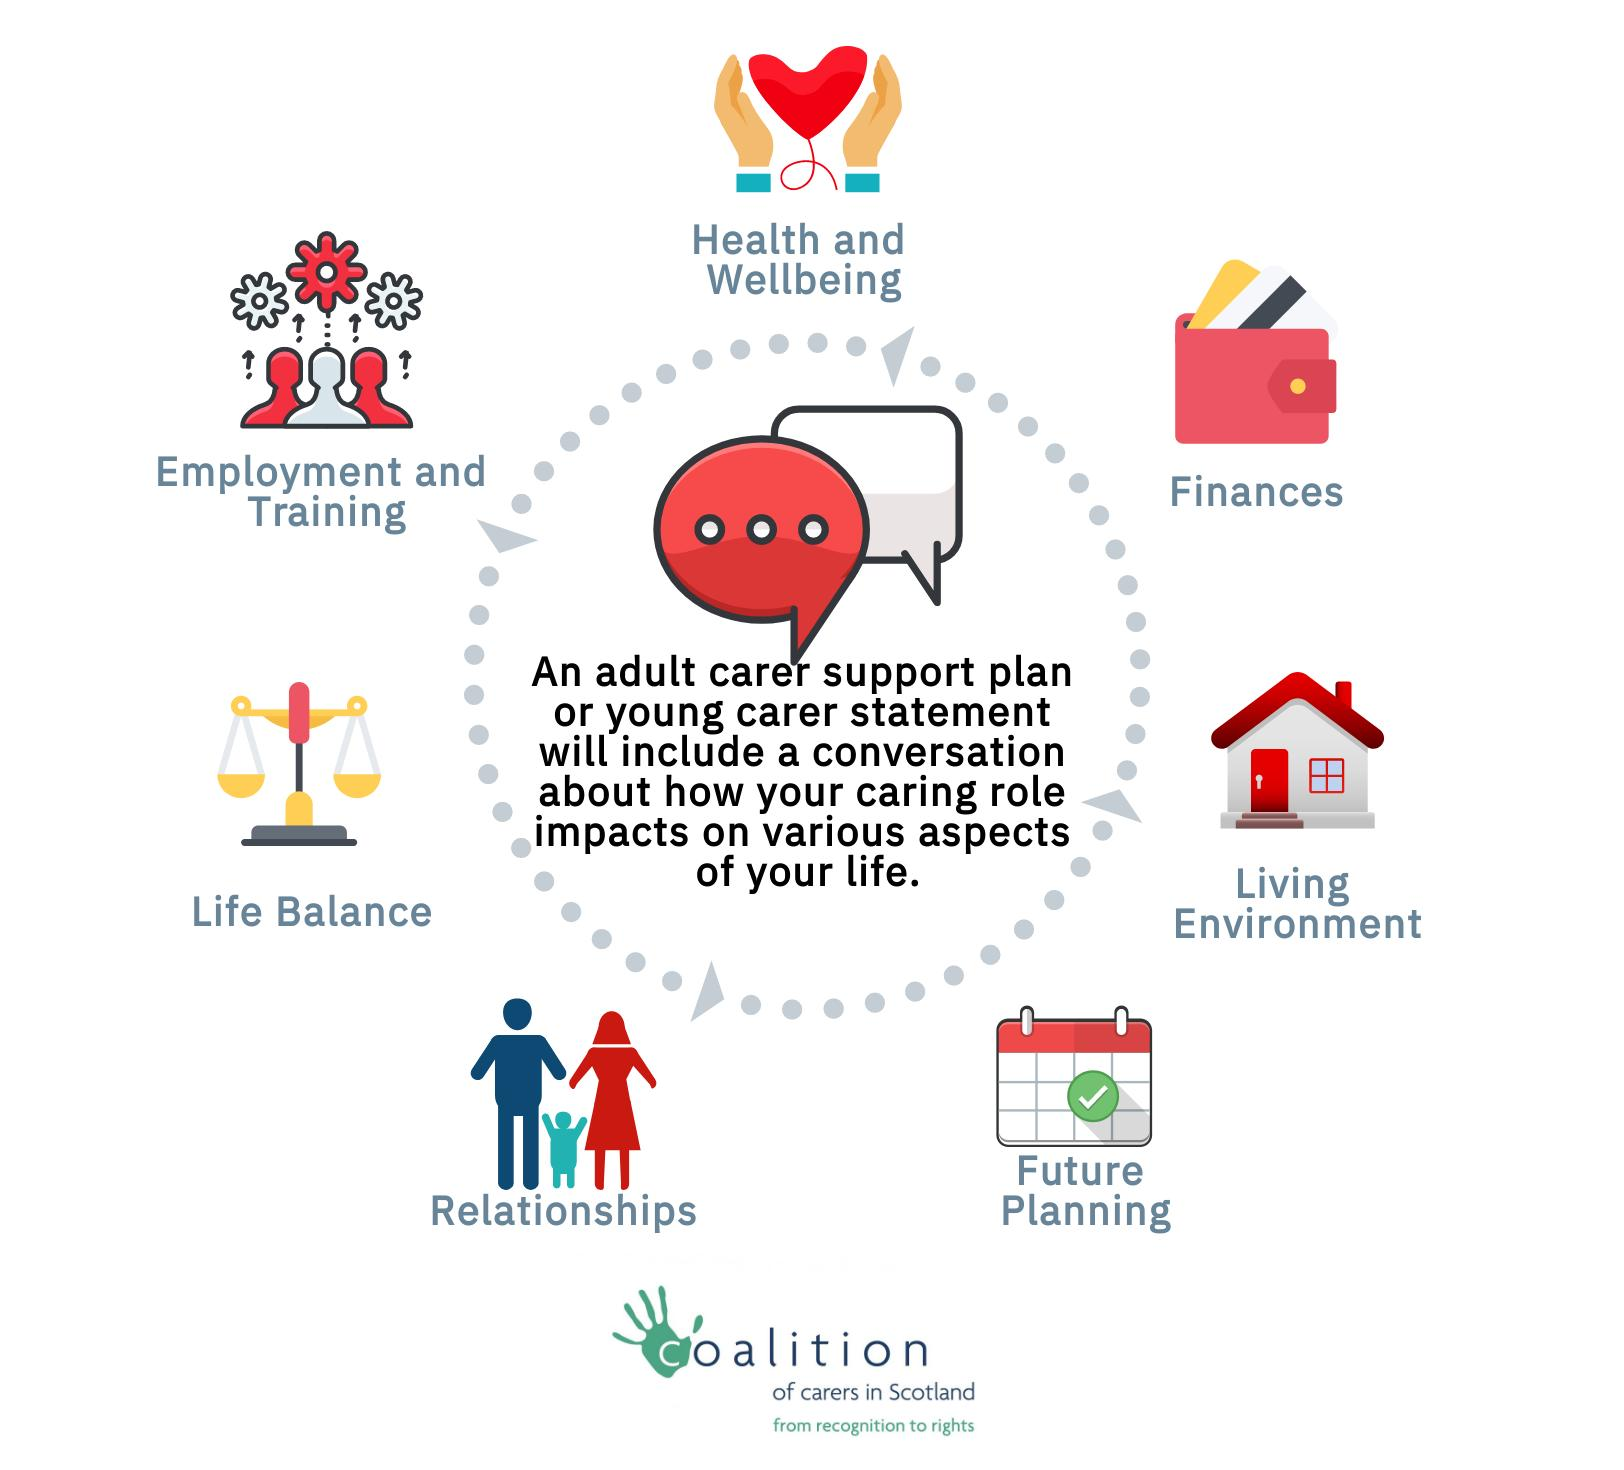 Health and
Wellbeing
Employment and
Training
Finances
An adult carer support plan
or young carer statement
will include a conversation
about how your caring role
impacts on various aspects
of your life.
Life Balance
Living
Environment
Relationships
Future
Planning
coalition
of carers in Scotland
from recognition to rights